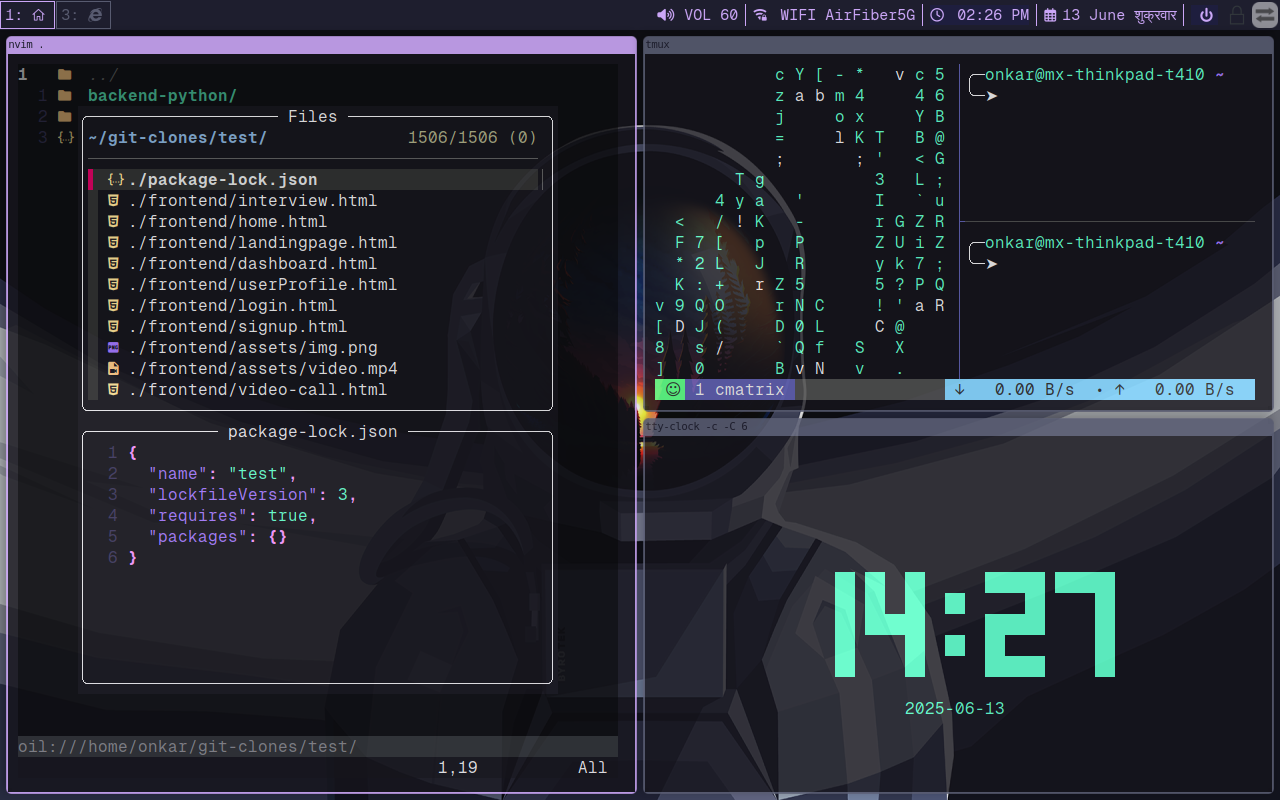 1:
3:
VOL 60
WIFI AirFiber5G
02:26 PM
13 June शुक्रवार
nvim .
1 ../
1 backend-python/
2
3 {..}
Files
~/git-clones/test/ 1506/1506 (0)
{..} ./package-lock.json
./frontend/interview.html
./frontend/home.html
./frontend/landingpage.html
./frontend/dashboard.html
./frontend/userProfile.html
./frontend/login.html
./frontend/signup.html
./frontend/assets/img.png
./frontend/assets/video.mp4
./frontend/video-call.html
package-lock.json
1 {
2 "name": "test",
3 "lockfileVersion": 3,
4 "requires": true,
5 "packages": {}
6 }
oil:///home/onkar/git-clones/test/
1,19 All
tmux
c Y [ - * v c 5
z a b m 4 4 6
j o x Y B
= l K T B @
; ; ' < G
T g 3 L ;
4 y a ' I ` u
< / ! K - r G Z R
F 7 [ p P Z U i Z
* 2 L J R y k 7 ;
K : + r Z 5 5 ? P Q
v 9 Q O r N C ! ' a R
[ D J ( D 0 L C @
8 s / ` Q f S X
] 0 B v N v .
onkar@mx-thinkpad-t410 ~
onkar@mx-thinkpad-t410 ~
1 cmatrix
↓ 0.00 B/s • ↑ 0.00 B/s
tty-clock -c -C 6
14:27
2025-06-13